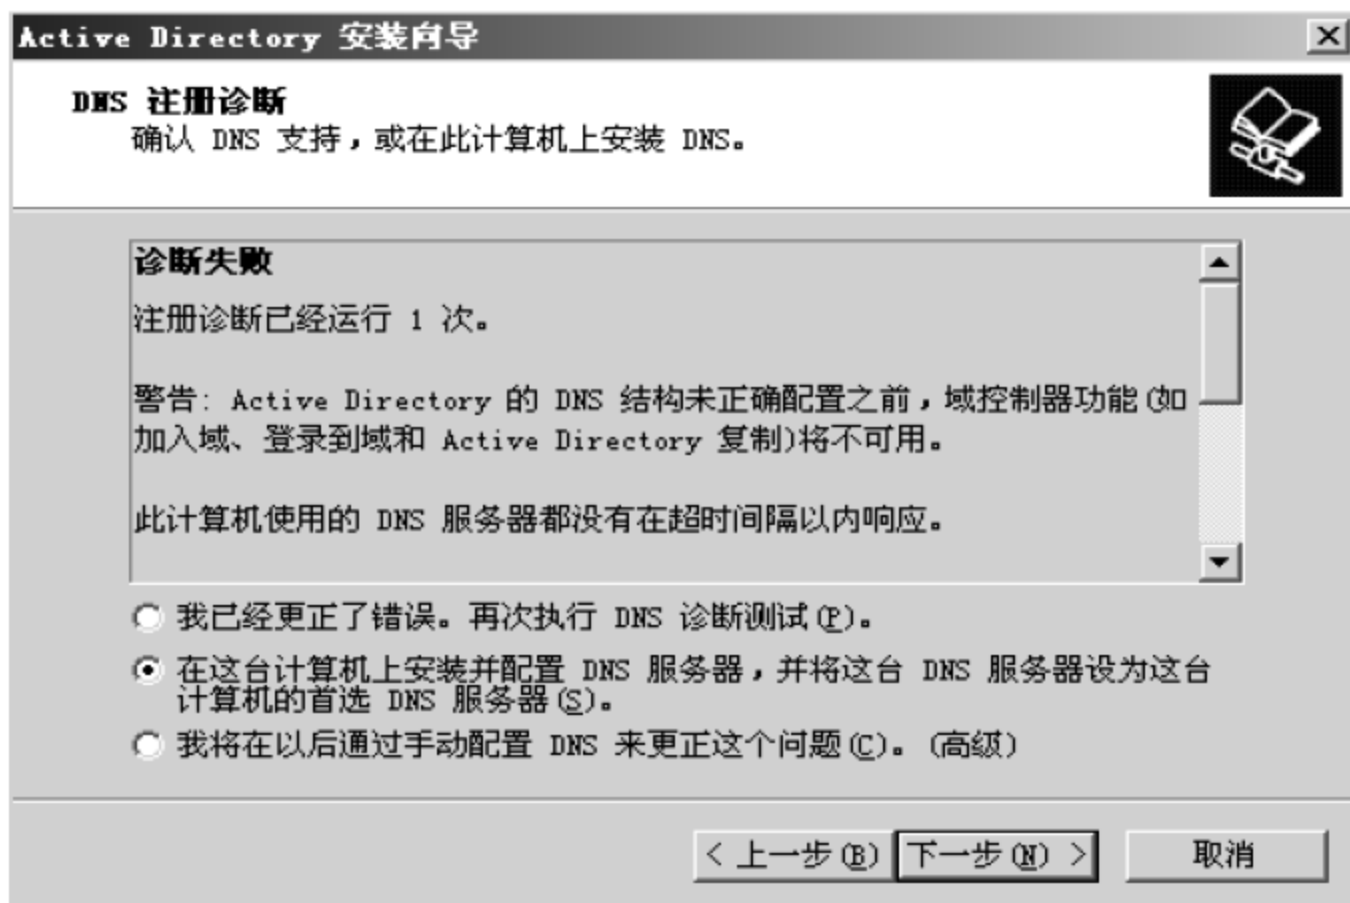 Active Directory 安装向导
DNS 注册诊断
确认 DNS 支持，或在此计算机上安装 DNS。
诊断失败
注册诊断已经运行 1 次。
警告: Active Directory 的 DNS 结构未正确配置之前，域控制器功能(如
加入域、登录到域和 Active Directory 复制)将不可用。
此计算机使用的 DNS 服务器都没有在超时间隔以内响应。
我已经更正了错误。再次执行 DNS 诊断测试(P)。
在这台计算机上安装并配置 DNS 服务器，并将这台 DNS 服务器设为这台
计算机的首选 DNS 服务器(S)。
我将在以后通过手动配置 DNS 来更正这个问题(C)。(高级)
< 上一步(B) 下一步(N) > 取消